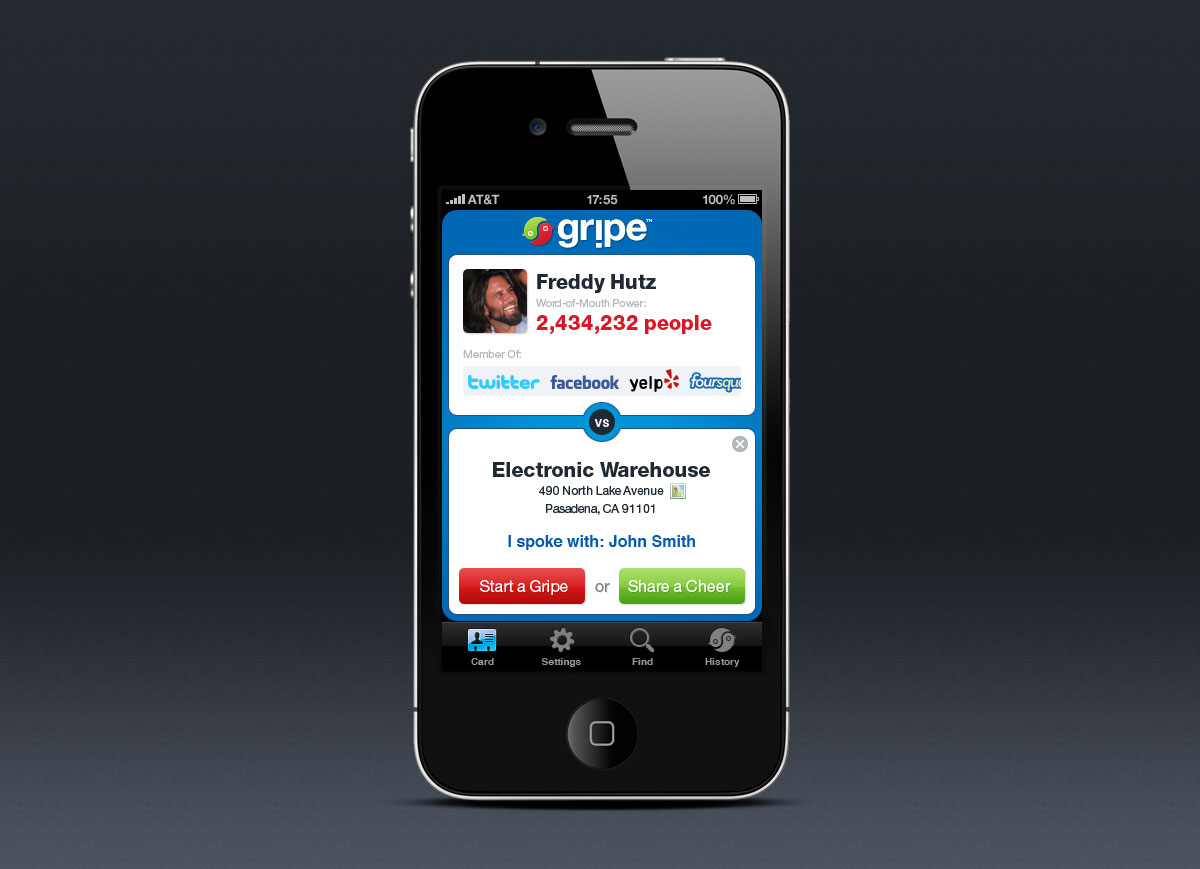 AT&T 17:55 100%
gripe™
Freddy Hutz
Word-of-Mouth Power:
2,434,232 people
Member Of:
twitter facebook yelp foursqua
vs
Electronic Warehouse
490 North Lake Avenue
Pasadena, CA 91101
I spoke with: John Smith
Start a Gripe or Share a Cheer
Card Settings Find History